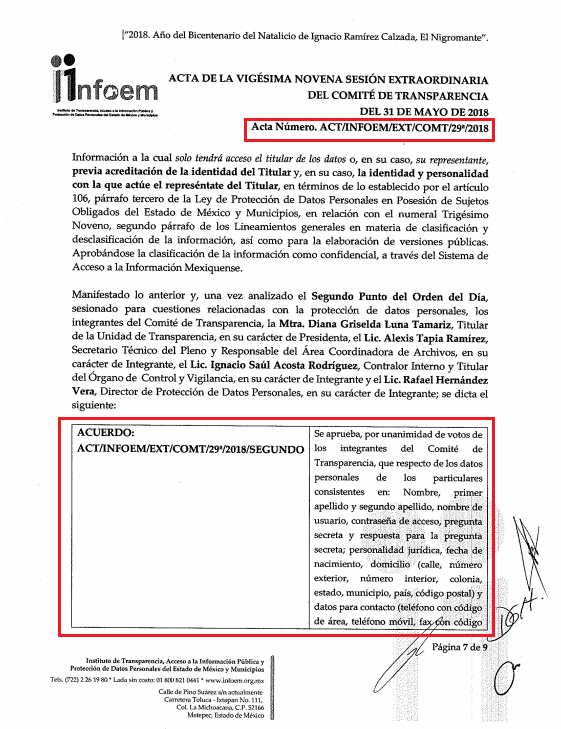 "2018. Año del Bicentenario del Natalicio de Ignacio Ramírez Calzada, El Nigromante".
infoem
Instituto de Transparencia, Acceso a la Información Pública y
Protección de Datos Personales del Estado de México y Municipios
ACTA DE LA VIGÉSIMA NOVENA SESIÓN EXTRAORDINARIA
DEL COMITÉ DE TRANSPARENCIA
DEL 31 DE MAYO DE 2018
Acta Número. ACT/INFOEM/EXT/COMT/29ª/2018
Información a la cual solo tendrá acceso el titular de los datos o, en su caso, su representante,
previa acreditación de la identidad del Titular y, en su caso, la identidad y personalidad
con la que actúe el represéntate del Titular, en términos de lo establecido por el artículo
106, párrafo tercero de la Ley de Protección de Datos Personales en Posesión de Sujetos
Obligados del Estado de México y Municipios, en relación con el numeral Trigésimo
Noveno, segundo párrafo de los Lineamientos generales en materia de clasificación y
desclasificación de la información, así como para la elaboración de versiones públicas.
Aprobándose la clasificación de la información como confidencial, a través del Sistema de
Acceso a la Información Mexiquense.
Manifestado lo anterior y, una vez analizado el Segundo Punto del Orden del Día,
sesionado para cuestiones relacionadas con la protección de datos personales, los
integrantes del Comité de Transparencia, la Mtra. Diana Griselda Luna Tamariz, Titular
de la Unidad de Transparencia, en su carácter de Presidenta, el Lic. Alexis Tapia Ramírez,
Secretario Técnico del Pleno y Responsable del Área Coordinadora de Archivos, en su
carácter de Integrante, el Lic. Ignacio Saúl Acosta Rodríguez, Contralor Interno y Titular
del Órgano de Control y Vigilancia, en su carácter de Integrante y el Lic. Rafael Hernández
Vera, Director de Protección de Datos Personales, en su carácter de Integrante; se dicta el
siguiente:
ACUERDO:
ACT/INFOEM/EXT/COMT/29ª/2018/SEGUNDO
Se aprueba, por unanimidad de votos de
los integrantes del Comité de
Transparencia, que respecto de los datos
personales de los particulares
consistentes en: Nombre, primer
apellido y segundo apellido, nombre de
usuario, contraseña de acceso, pregunta
secreta y respuesta para la pregunta
secreta; personalidad jurídica, fecha de
nacimiento, domicilio (calle, número
exterior, número interior, colonia,
estado, municipio, país, código postal) y
datos para contacto (teléfono con código
de área, teléfono móvil, fax con código
Página 7 de 9
Instituto de Transparencia, Acceso a la Información Pública y
Protección de Datos Personales del Estado de México y Municipios
Tels. (722) 2 26 19 80 * Lada sin costo: 01 800 821 0441 * www.infoem.org.mx
Calle de Pino Suárez s/n actualmente
Carretera Toluca - Ixtapan No. 111,
Col. La Michoacana, C.P. 52166
Metepec, Estado de México